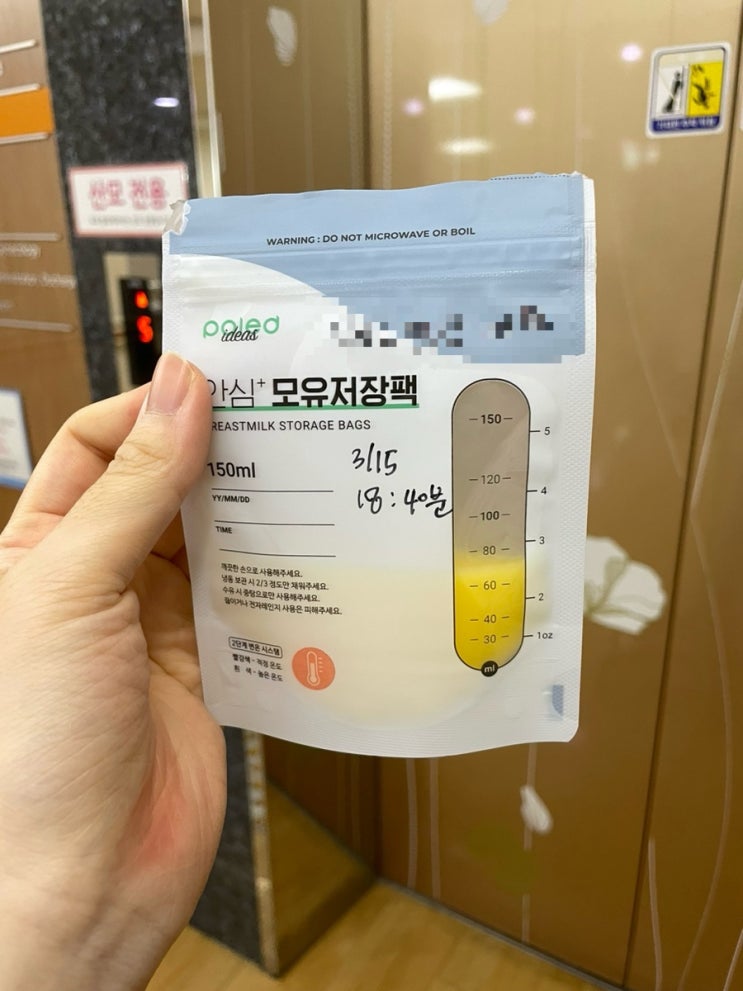 산모 전용
WARNING : DO NOT MICROWAVE OR BOIL
poled
ideas
안심+ 모유저장팩
REASTMILK STORAGE BAGS
150ml
3/15
YY/MM/DD
18:40분
TIME:
깨끗한 손으로 사용해주세요.
냉동 보관 시 2/3 정도만 채워주세요.
수유 시 중탕으로만 사용해주세요.
끓이거나 전자레인지 사용은 피해주세요.
2단계 변온 시스템
빨강색 - 적정 온도
흰 색 - 높은 온도
150
5
120
4
100
3
80
60
2
40
30
1oz
ml